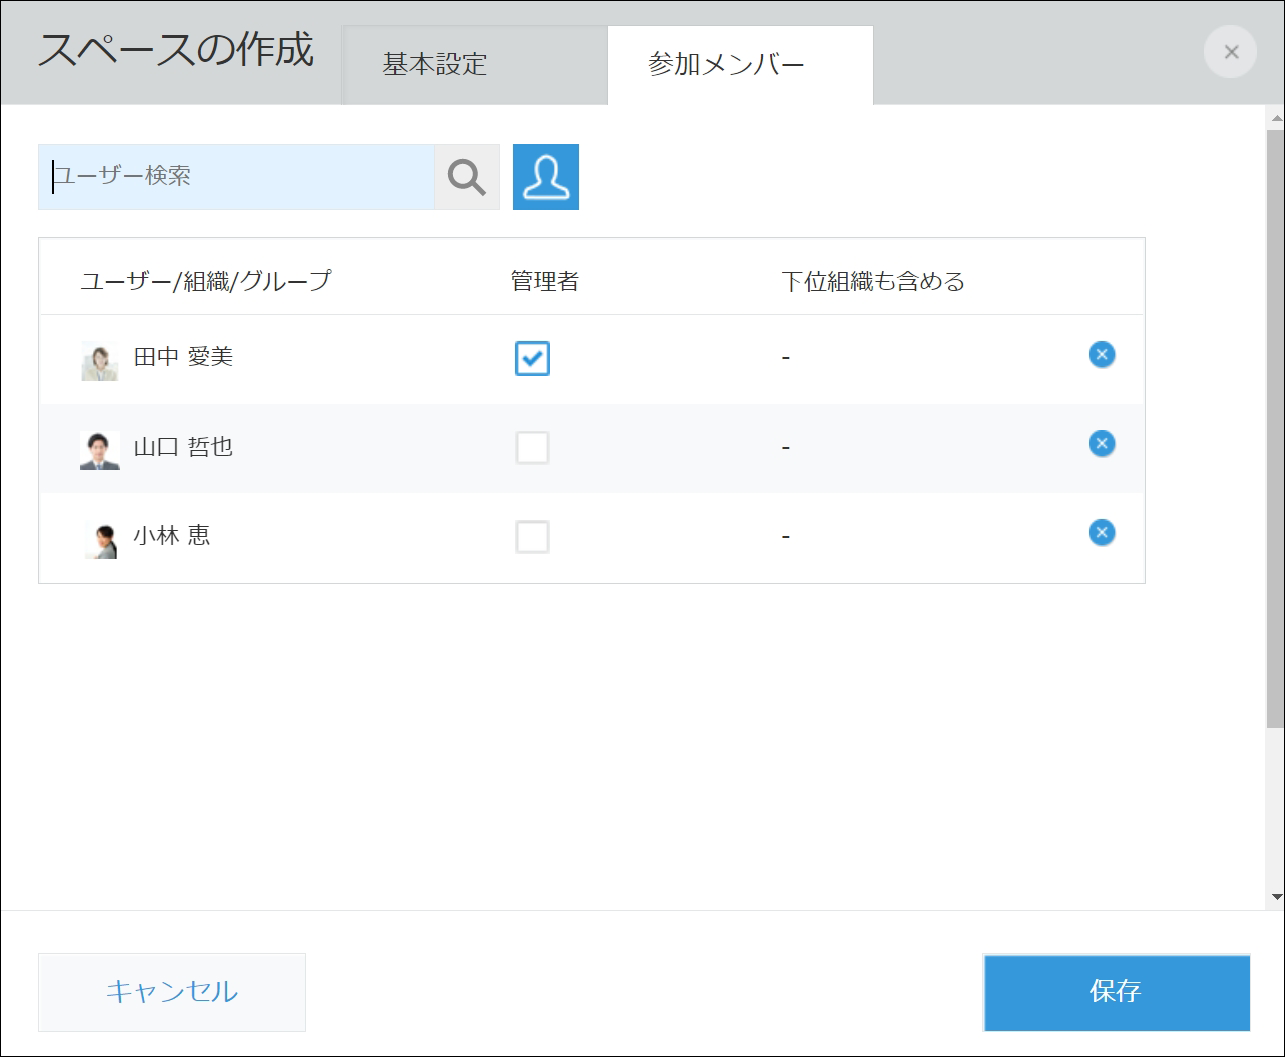 スペースの作成
基本設定
参加メンバー
ユーザー検索
ユーザー/組織/グループ 管理者 下位組織も含める
田中 愛美 -
山口 哲也 -
小林 恵 -
キャンセル
保存